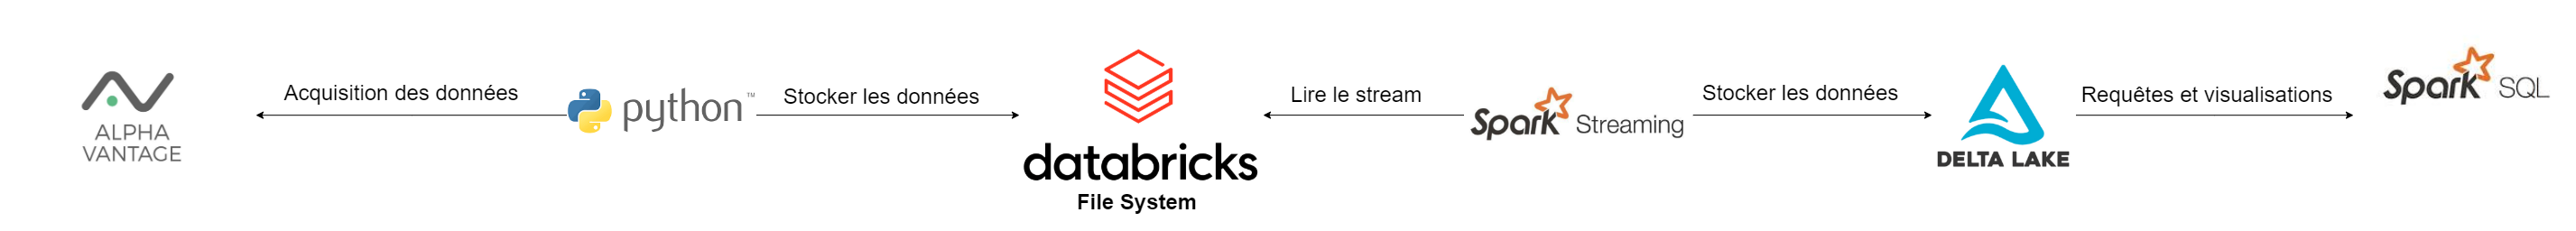 ALPHA
VANTAGE
Acquisition des données
python™
Stocker les données
databricks
File System
Lire le stream
Spark Streaming
Stocker les données
DELTA LAKE
Requêtes et visualisations
Spark SQL